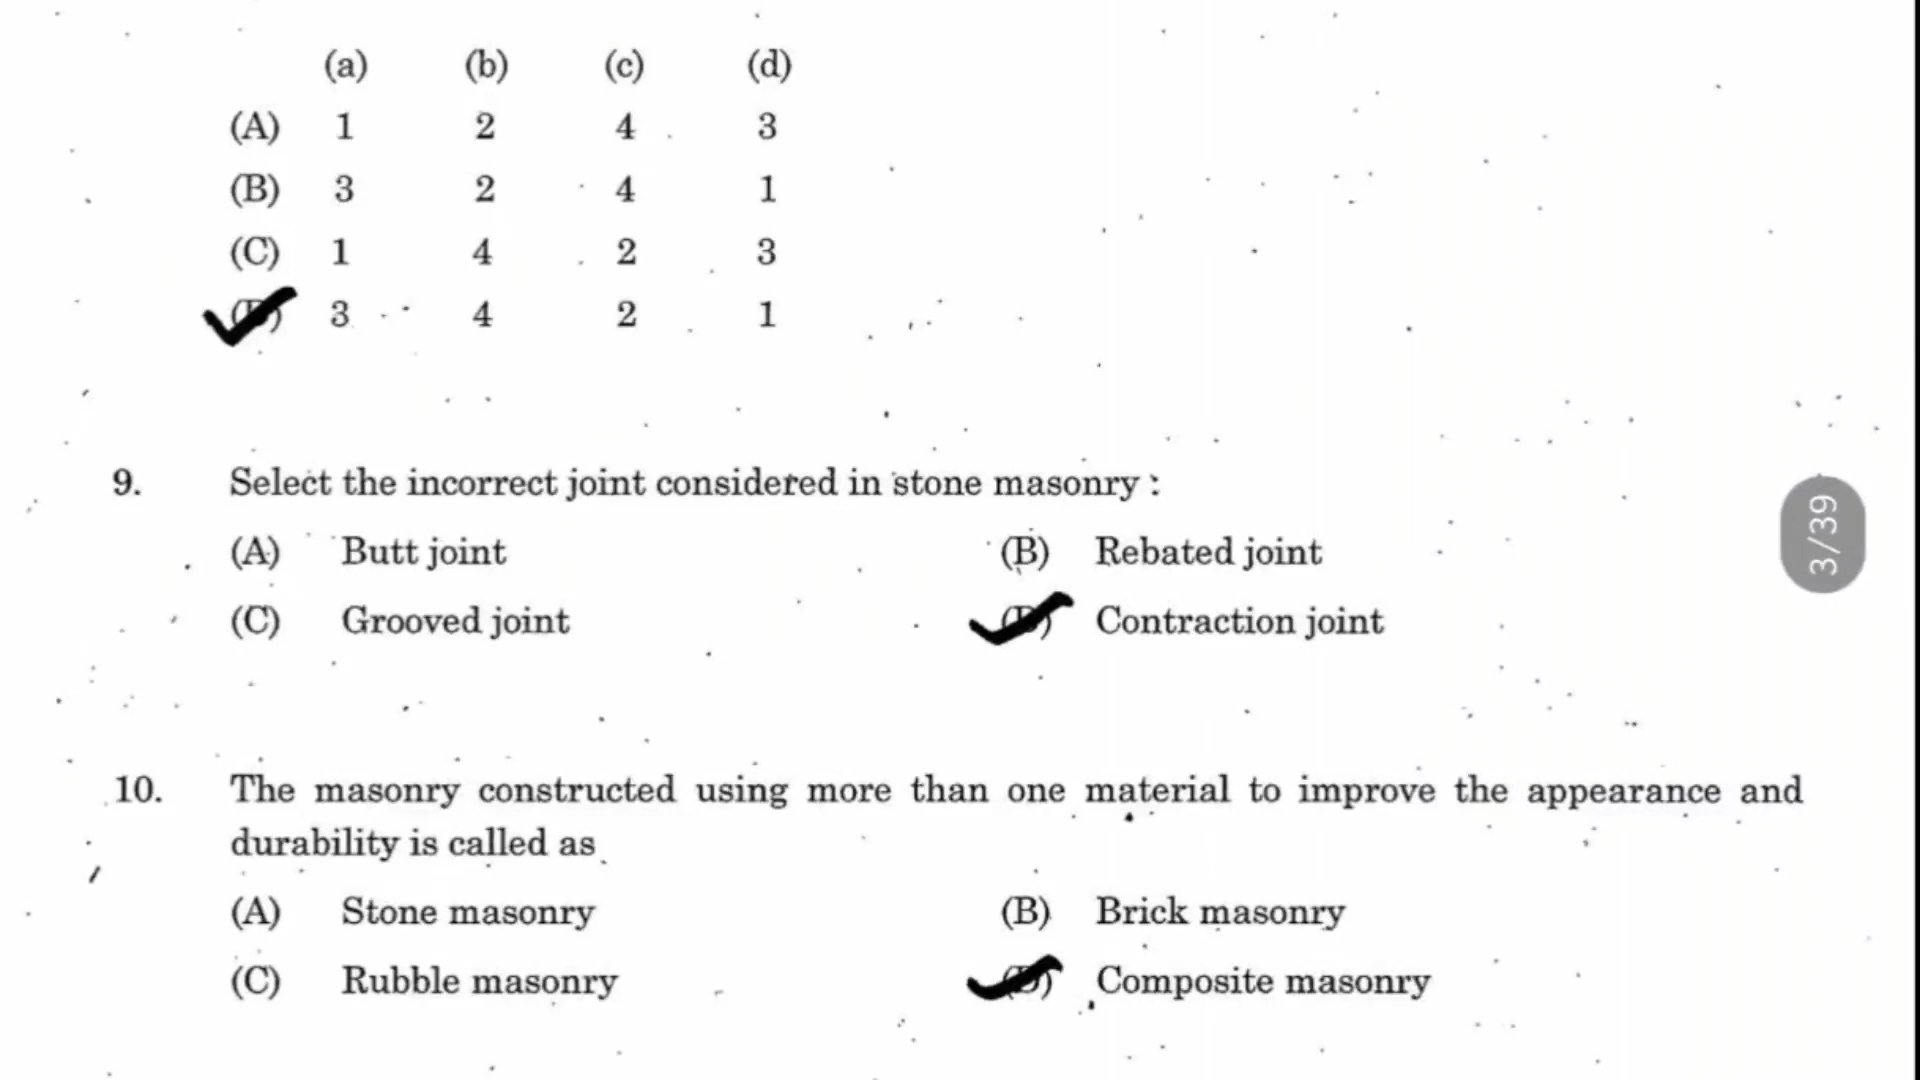 (a) (b) (c) (d)
(A) 1 2 4 3
(B) 3 2 4 1
(C) 1 4 2 3
(D) 3 4 2 1
9. Select the incorrect joint considered in stone masonry :
(A) Butt joint (B) Rebated joint
(C) Grooved joint (D) Contraction joint
3/39
10. The masonry constructed using more than one material to improve the appearance and
durability is called as
(A) Stone masonry (B) Brick masonry
(C) Rubble masonry (D) Composite masonry